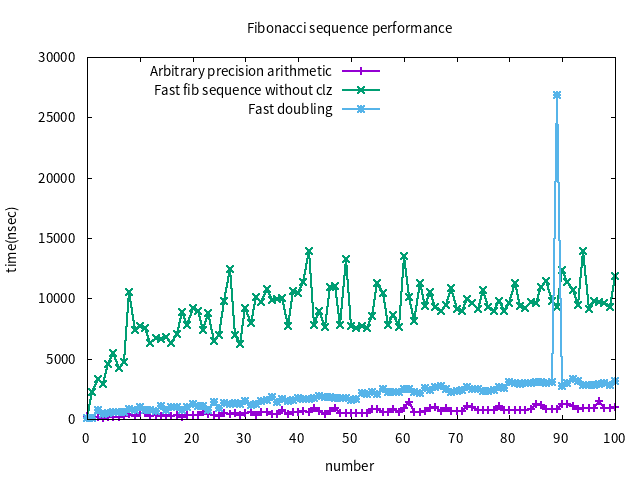 Fibonacci sequence performance
30000
25000
20000
15000
10000
5000
0
time(nsec)
Arbitrary precision arithmetic
Fast fib sequence without clz
Fast doubling
0 10 20 30 40 50 60 70 80 90 100
number